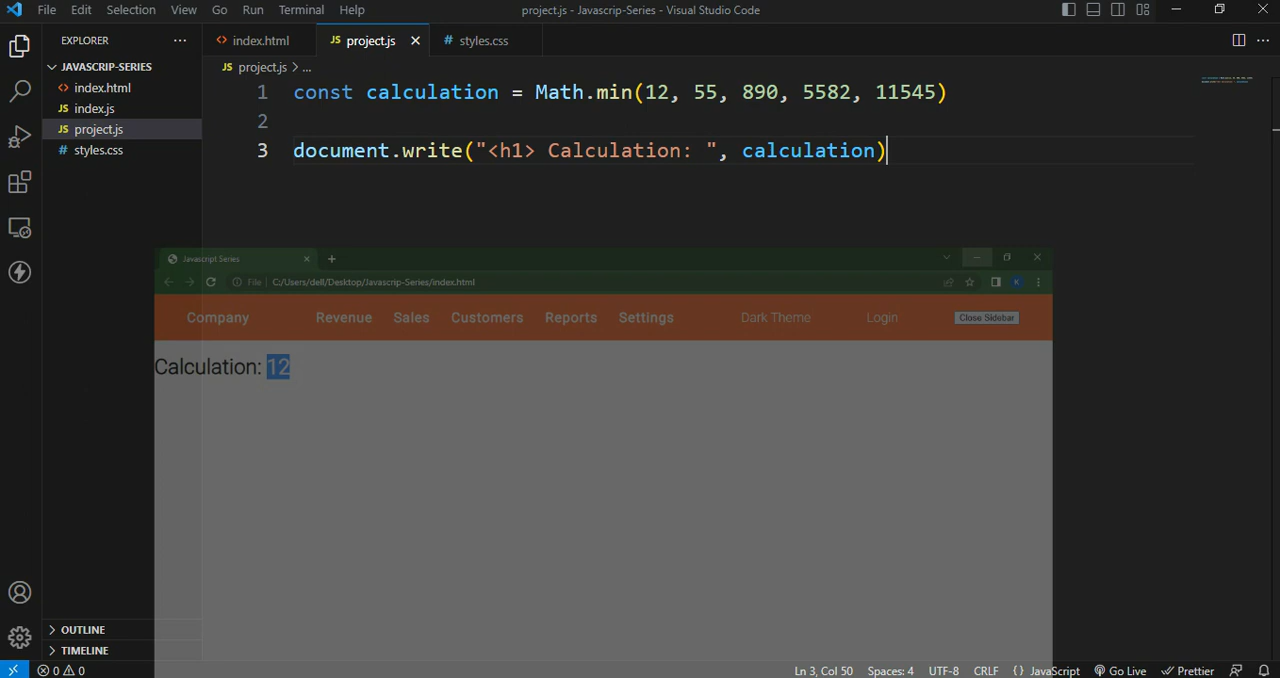 File Edit Selection View Go Run Terminal Help project.js - Javascrip-Series - Visual Studio Code
EXPLORER ...
JAVASCRIP-SERIES
<> index.html
JS index.js
JS project.js
# styles.css
<> index.html JS project.js # styles.css
JS project.js > ...
1 const calculation = Math.min(12, 55, 890, 5582, 11545)
2
3 document.write("<h1> Calculation: ", calculation)
Javascript Series
File C:/Users/dell/Desktop/Javascrip-Series/index.html K
Company Revenue Sales Customers Reports Settings Dark Theme Login Close Sidebar
Calculation: 12
OUTLINE
TIMELINE
0 0 Ln 3, Col 50 Spaces: 4 UTF-8 CRLF {} JavaScript Go Live Prettier